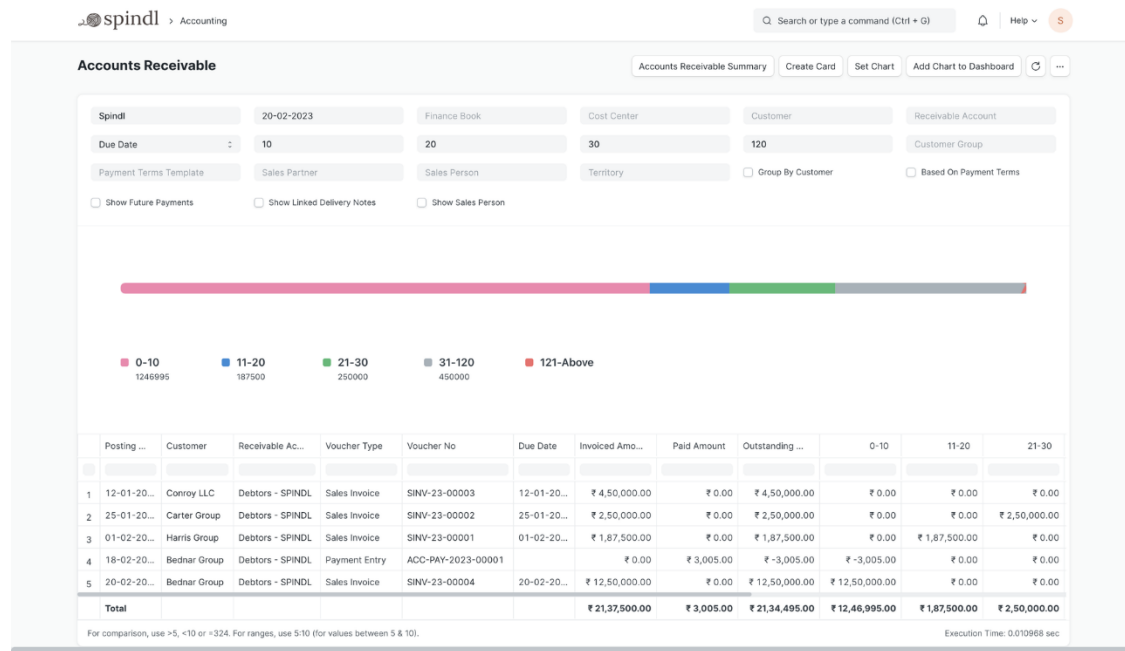 spindl > Accounting Search or type a command (Ctrl + G) Help S
Accounts Receivable Accounts Receivable Summary Create Card Set Chart Add Chart to Dashboard ...
Spindl 20-02-2023 Finance Book Cost Center Customer Receivable Account
Due Date 10 20 30 120 Customer Group
Payment Terms Template Sales Partner Sales Person Territory Group By Customer Based On Payment Terms
Show Future Payments Show Linked Delivery Notes Show Sales Person
0-10 11-20 21-30 31-120 121-Above
1246995 187500 250000 450000
Posting ... Customer Receivable Ac... Voucher Type Voucher No Due Date Invoiced Amo... Paid Amount Outstanding ... 0-10 11-20 21-30
1 12-01-20... Conroy LLC Debtors - SPINDL Sales Invoice SINV-23-00003 12-01-20... ₹ 4,50,000.00 ₹ 0.00 ₹ 4,50,000.00 ₹ 0.00 ₹ 0.00 ₹ 0.00
2 25-01-20... Carter Group Debtors - SPINDL Sales Invoice SINV-23-00002 25-01-20... ₹ 2,50,000.00 ₹ 0.00 ₹ 2,50,000.00 ₹ 0.00 ₹ 0.00 ₹ 2,50,000.00
3 01-02-20... Harris Group Debtors - SPINDL Sales Invoice SINV-23-00001 01-02-20... ₹ 1,87,500.00 ₹ 0.00 ₹ 1,87,500.00 ₹ 0.00 ₹ 1,87,500.00 ₹ 0.00
4 18-02-20... Bednar Group Debtors - SPINDL Payment Entry ACC-PAY-2023-00001 ₹ 0.00 ₹ 3,005.00 ₹ -3,005.00 ₹ -3,005.00 ₹ 0.00 ₹ 0.00
5 20-02-20... Bednar Group Debtors - SPINDL Sales Invoice SINV-23-00004 20-02-20... ₹ 12,50,000.00 ₹ 0.00 ₹ 12,50,000.00 ₹ 12,50,000.00 ₹ 0.00 ₹ 0.00
Total ₹ 21,37,500.00 ₹ 3,005.00 ₹ 21,34,495.00 ₹ 12,46,995.00 ₹ 1,87,500.00 ₹ 2,50,000.00
For comparison, use >5, <10 or =324. For ranges, use 5:10 (for values between 5 & 10). Execution Time: 0.010968 sec